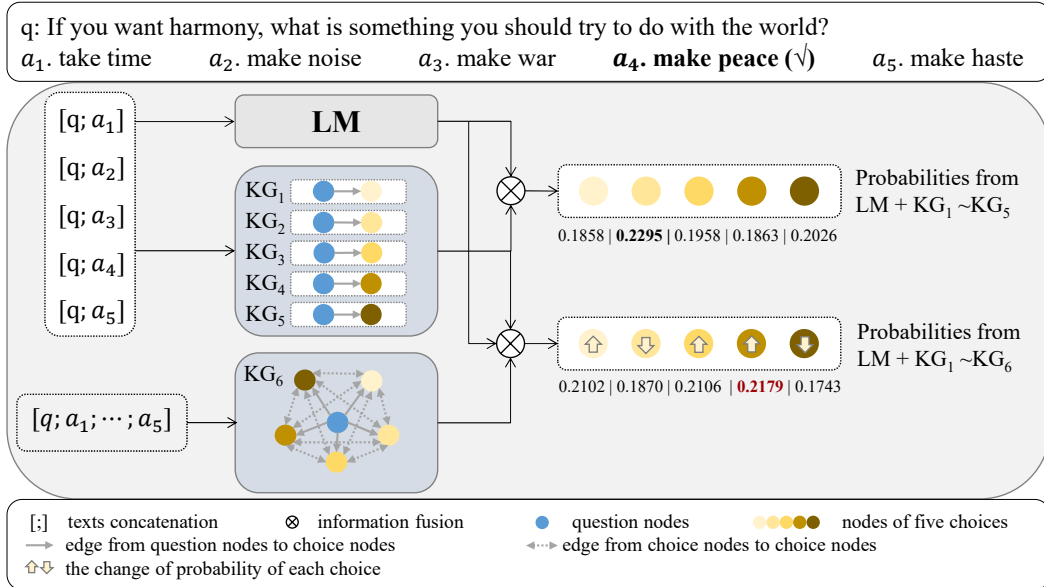 q: If you want harmony, what is something you should try to do with the world?
a₁. take time a₂. make noise a₃. make war a₄. make peace (√) a₅. make haste
[q; a₁]
[q; a₂]
[q; a₃]
[q; a₄]
[q; a₅]
LM
KG₁
KG₂
KG₃
KG₄
KG₅
Probabilities from
LM + KG₁ ~KG₅
0.1858 | 0.2295 | 0.1958 | 0.1863 | 0.2026
Probabilities from
LM + KG₁ ~KG₆
0.2102 | 0.1870 | 0.2106 | 0.2179 | 0.1743
KG₆
[q; a₁; ⋯ ; a₅]
[;] texts concatenation ⊗ information fusion question nodes nodes of five choices
edge from question nodes to choice nodes edge from choice nodes to choice nodes
the change of probability of each choice